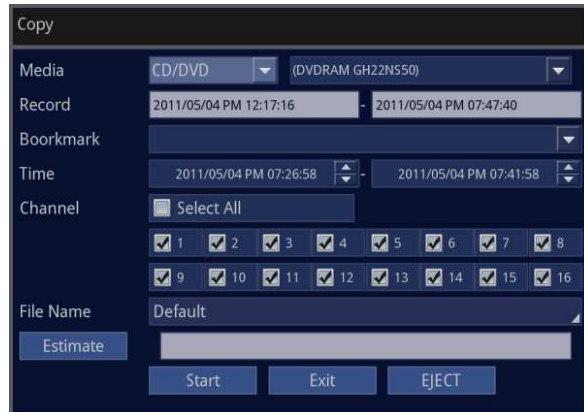 Copy
Media CD/DVD (DVDRAM GH22NS50)
Record 2011/05/04 PM 12:17:16 - 2011/05/04 PM 07:47:40
Boorkmark
Time 2011/05/04 PM 07:26:58 - 2011/05/04 PM 07:41:58
Channel Select All
1 2 3 4 5 6 7 8
9 10 11 12 13 14 15 16
File Name Default
Estimate
Start Exit EJECT